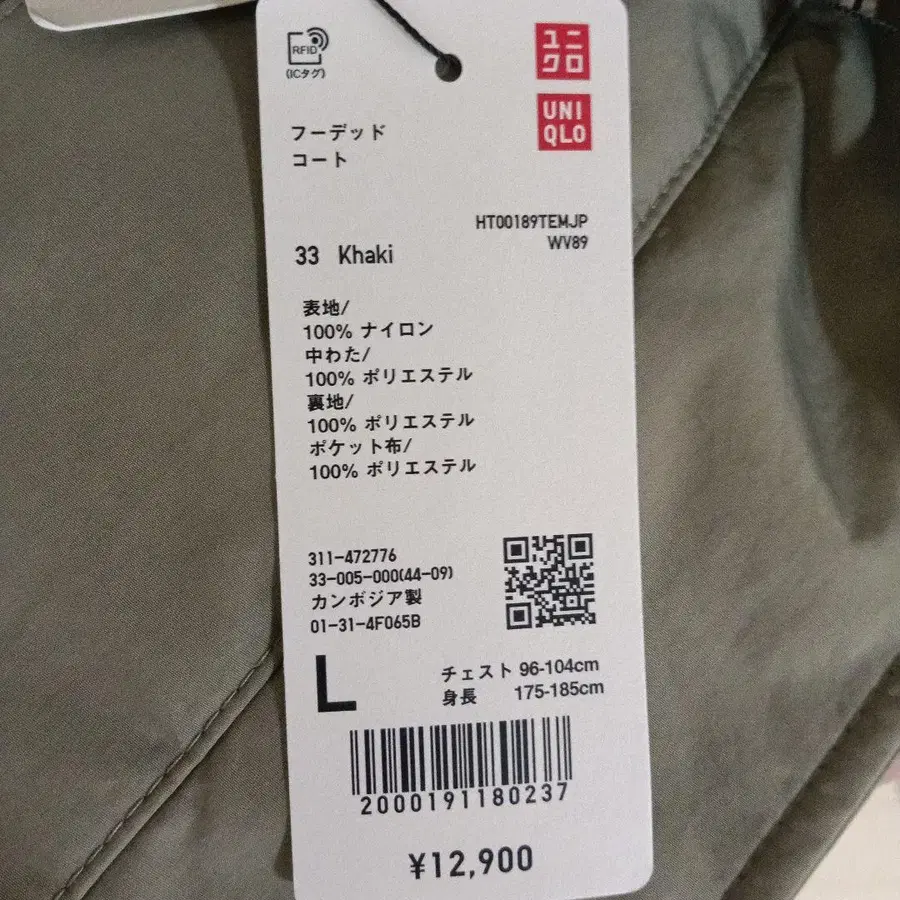 RFID
(ICタグ)
ユニ
クロ
UNI
QLO
フーデッド
コート
HT00189TEMJP
WV89
33 Khaki
表地/
100% ナイロン
中わた/
100% ポリエステル
裏地/
100% ポリエステル
ポケット布/
100% ポリエステル
311-472776
33-005-000(44-09)
カンボジア製
01-31-4F065B
L
チェスト 96-104cm
身長 175-185cm
2000191180237
¥12,900